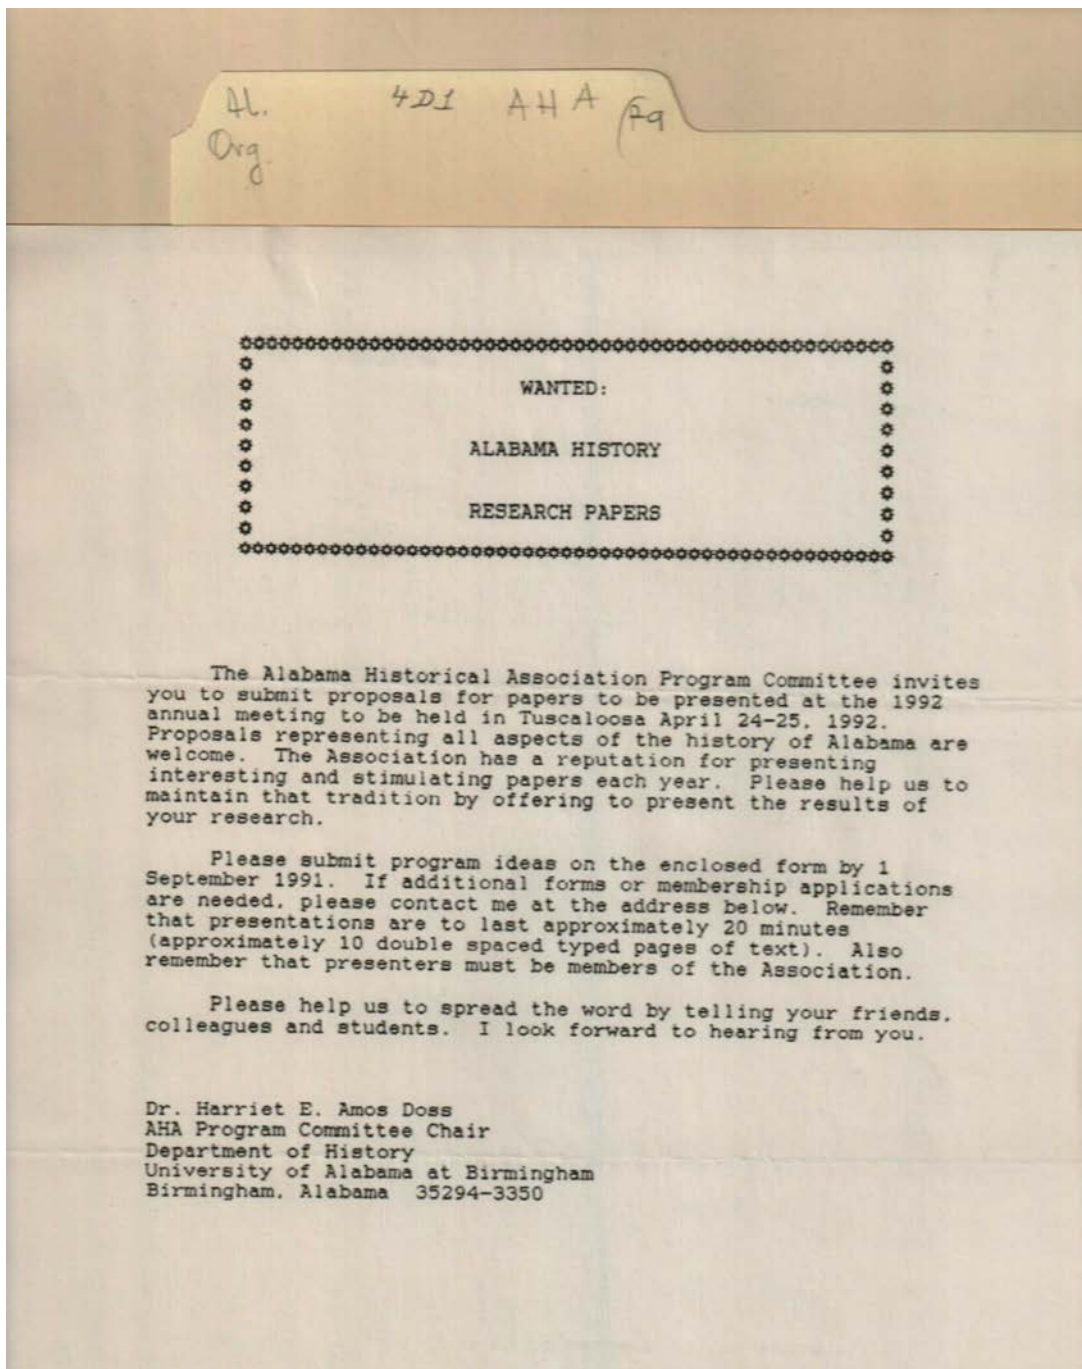 Al. 4D1 AHA
Org.
WANTED:
ALABAMA HISTORY
RESEARCH PAPERS
The Alabama Historical Association Program Committee invites
you to submit proposals for papers to be presented at the 1992
annual meeting to be held in Tuscaloosa April 24-25, 1992.
Proposals representing all aspects of the history of Alabama are
welcome. The Association has a reputation for presenting
interesting and stimulating papers each year. Please help us to
maintain that tradition by offering to present the results of
your research.
Please submit program ideas on the enclosed form by 1
September 1991. If additional forms or membership applications
are needed, please contact me at the address below. Remember
that presentations are to last approximately 20 minutes
(approximately 10 double spaced typed pages of text). Also
remember that presenters must be members of the Association.
Please help us to spread the word by telling your friends,
colleagues and students. I look forward to hearing from you.
Dr. Harriet E. Amos Doss
AHA Program Committee Chair
Department of History
University of Alabama at Birmingham
Birmingham, Alabama 35294-3350